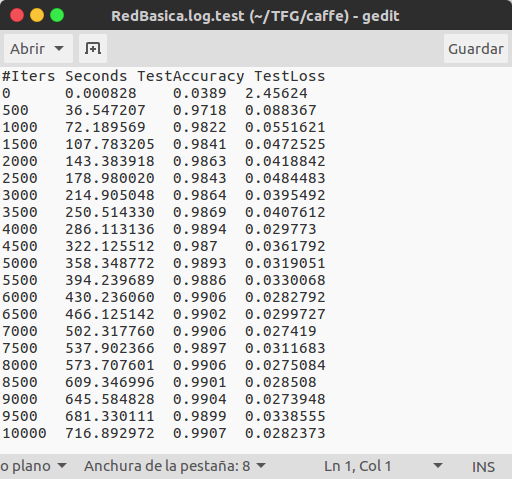 RedBasica.log.test (~/TFG/caffe) - gedit
Abrir Guardar
#Iters Seconds TestAccuracy TestLoss
0 0.000828 0.0389 2.45624
500 36.547207 0.9718 0.088367
1000 72.189569 0.9822 0.0551621
1500 107.783205 0.9841 0.0472525
2000 143.383918 0.9863 0.0418842
2500 178.980020 0.9843 0.0484483
3000 214.905048 0.9864 0.0395492
3500 250.514330 0.9869 0.0407612
4000 286.113136 0.9894 0.029773
4500 322.125512 0.987 0.0361792
5000 358.348772 0.9893 0.0319051
5500 394.239689 0.9886 0.0330068
6000 430.236060 0.9906 0.0282792
6500 466.125142 0.9902 0.0299727
7000 502.317760 0.9911 0.027419
7500 537.902366 0.9897 0.0311683
8000 573.707601 0.9906 0.0275084
8500 609.346996 0.9901 0.028508
9000 645.584828 0.9904 0.0273948
9500 681.330111 0.9899 0.0338555
10000 716.892972 0.9907 0.0282373
o plano Anchura de la pestaña: 8 Ln 1, Col 1 INS